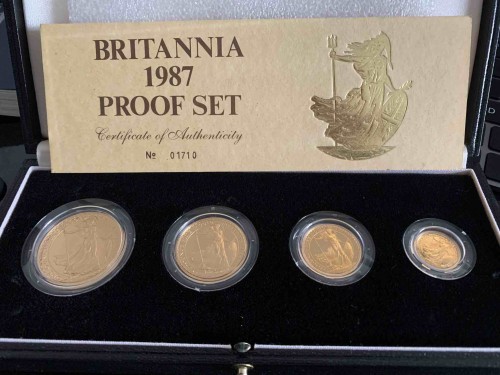 BRITANNIA
1987
PROOF SET
Certificate of Authenticity
No 01710